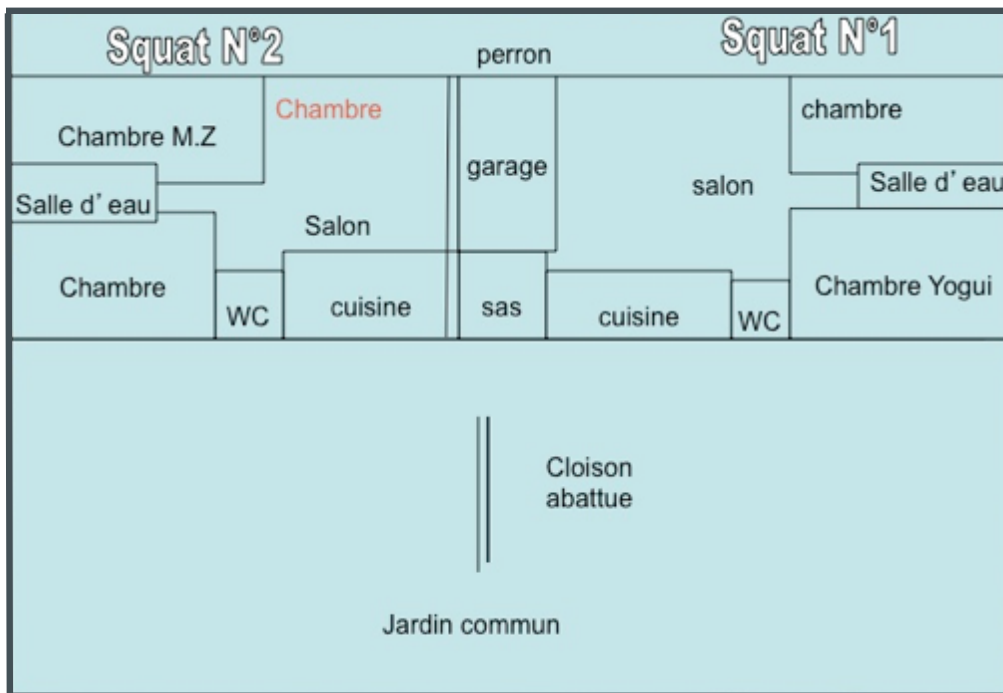 Squat N°2
Squat N°1
perron
Chambre M.Z
Chambre
garage
chambre
Salle d'eau
salon
Salle d'eau
Salon
Chambre
WC
cuisine
sas
cuisine
WC
Chambre Yogui
Cloison
abattue
Jardin commun